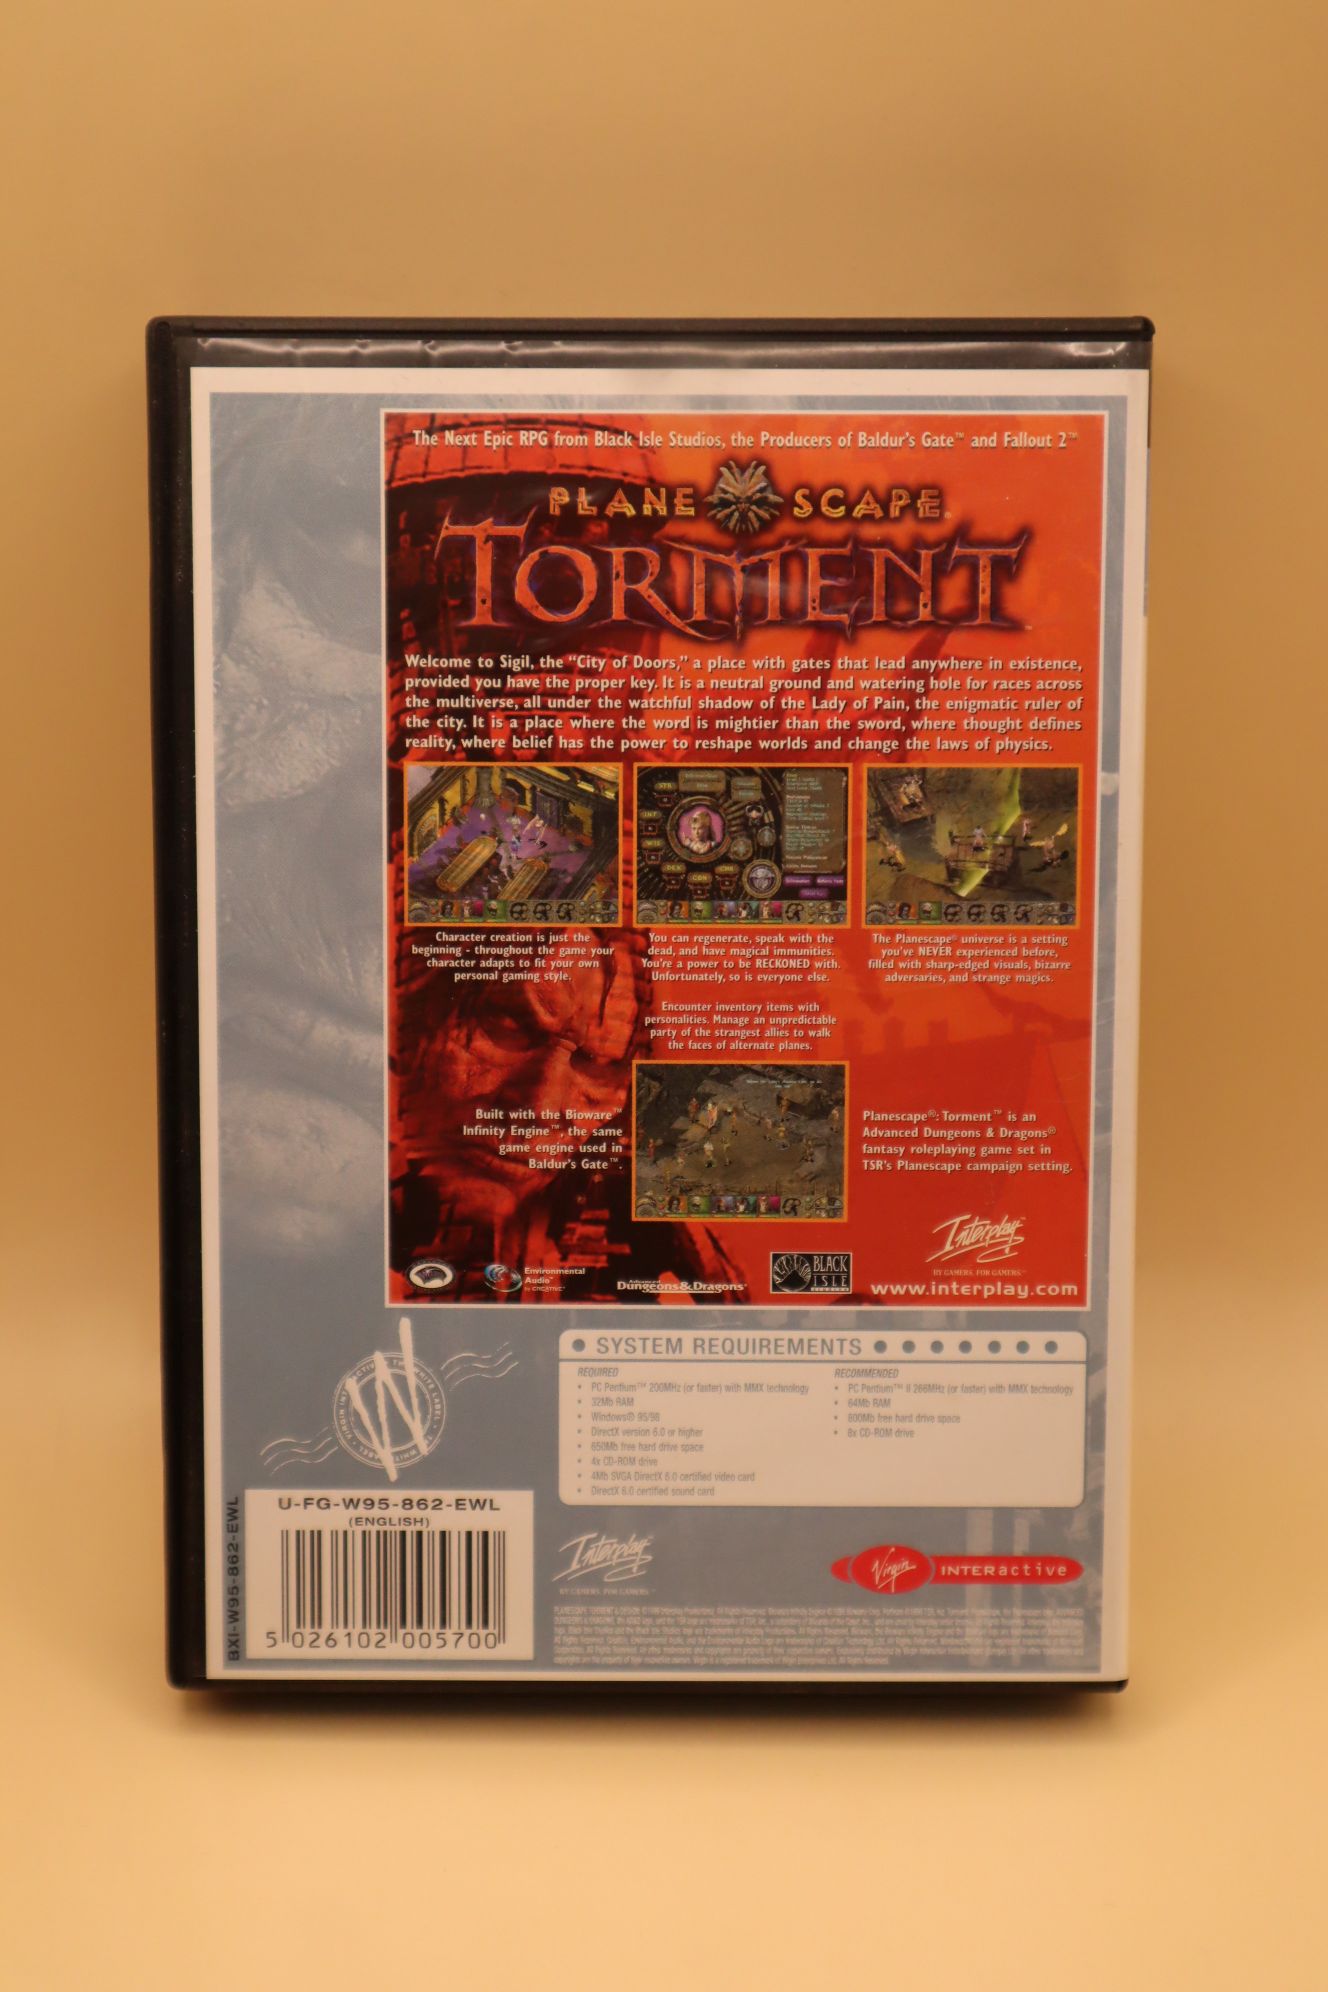 The Next Epic RPG from Black Isle Studios, the Producers of Baldur's Gate™ and Fallout 2™
PLANESCAPE®
TORMENT™
Welcome to Sigil, the "City of Doors," a place with gates that lead anywhere in existence,
provided you have the proper key. It is a neutral ground and watering hole for races across
the multiverse, all under the watchful shadow of the Lady of Pain, the enigmatic ruler of
the city. It is a place where the word is mightier than the sword, where thought defines
reality, where belief has the power to reshape worlds and change the laws of physics.
Character creation is just the
beginning - throughout the game your
character adapts to fit your own
personal gaming style.
You can regenerate, speak with the
dead, and have magical immunities.
You're a power to be RECKONED with.
Unfortunately, so is everyone else.
The Planescape® universe is a setting
you've NEVER experienced before,
filled with sharp-edged visuals, bizarre
adversaries, and strange magics.
Encounter inventory items with
personalities. Manage an unpredictable
party of the strangest allies to walk
the faces of alternate planes.
Built with the Bioware™
Infinity Engine™, the same
game engine used in
Baldur's Gate™.
Planescape®: Torment™ is an
Advanced Dungeons & Dragons®
fantasy roleplaying game set in
TSR's Planescape campaign setting.
Environmental
Audio™
by CREATIVE
Advanced
Dungeons & Dragons®
BLACK
ISLE
STUDIOS
Interplay™
BY GAMERS. FOR GAMERS.™
www.interplay.com
SYSTEM REQUIREMENTS
REQUIRED
• PC Pentium™ 200MHz (or faster) with MMX technology
• 32Mb RAM
• Windows® 95/98
• DirectX version 6.0 or higher
• 650Mb free hard drive space
• 4x CD-ROM drive
• 4Mb SVGA DirectX 6.0 certified video card
• DirectX 6.0 certified sound card
RECOMMENDED
• PC Pentium™ II 266MHz (or faster) with MMX technology
• 64Mb RAM
• 800Mb free hard drive space
• 8x CD-ROM drive
U-FG-W95-862-EWL
(ENGLISH)
5 026102 005700
BXI-W95-862-EWL
Interplay™
BY GAMERS. FOR GAMERS.™
Virgin INTERactive